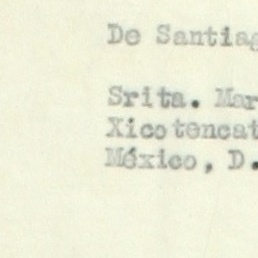 De Santiag
Srita. Mar
Xicotencat
México, D.